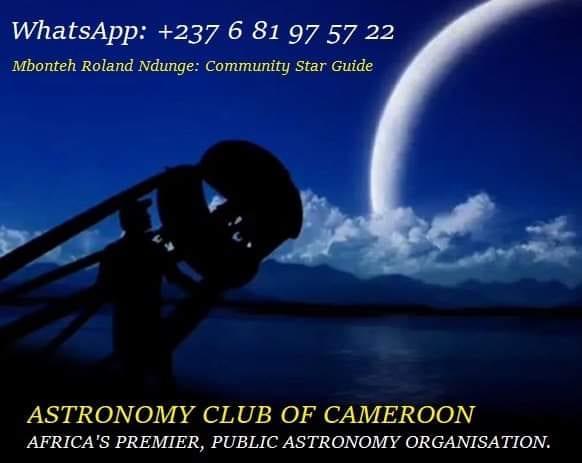 WhatsApp: +237 6 81 97 57 22
Mbonteh Roland Ndunge: Community Star Guide
ASTRONOMY CLUB OF CAMEROON
AFRICA'S PREMIER, PUBLIC ASTRONOMY ORGANISATION.